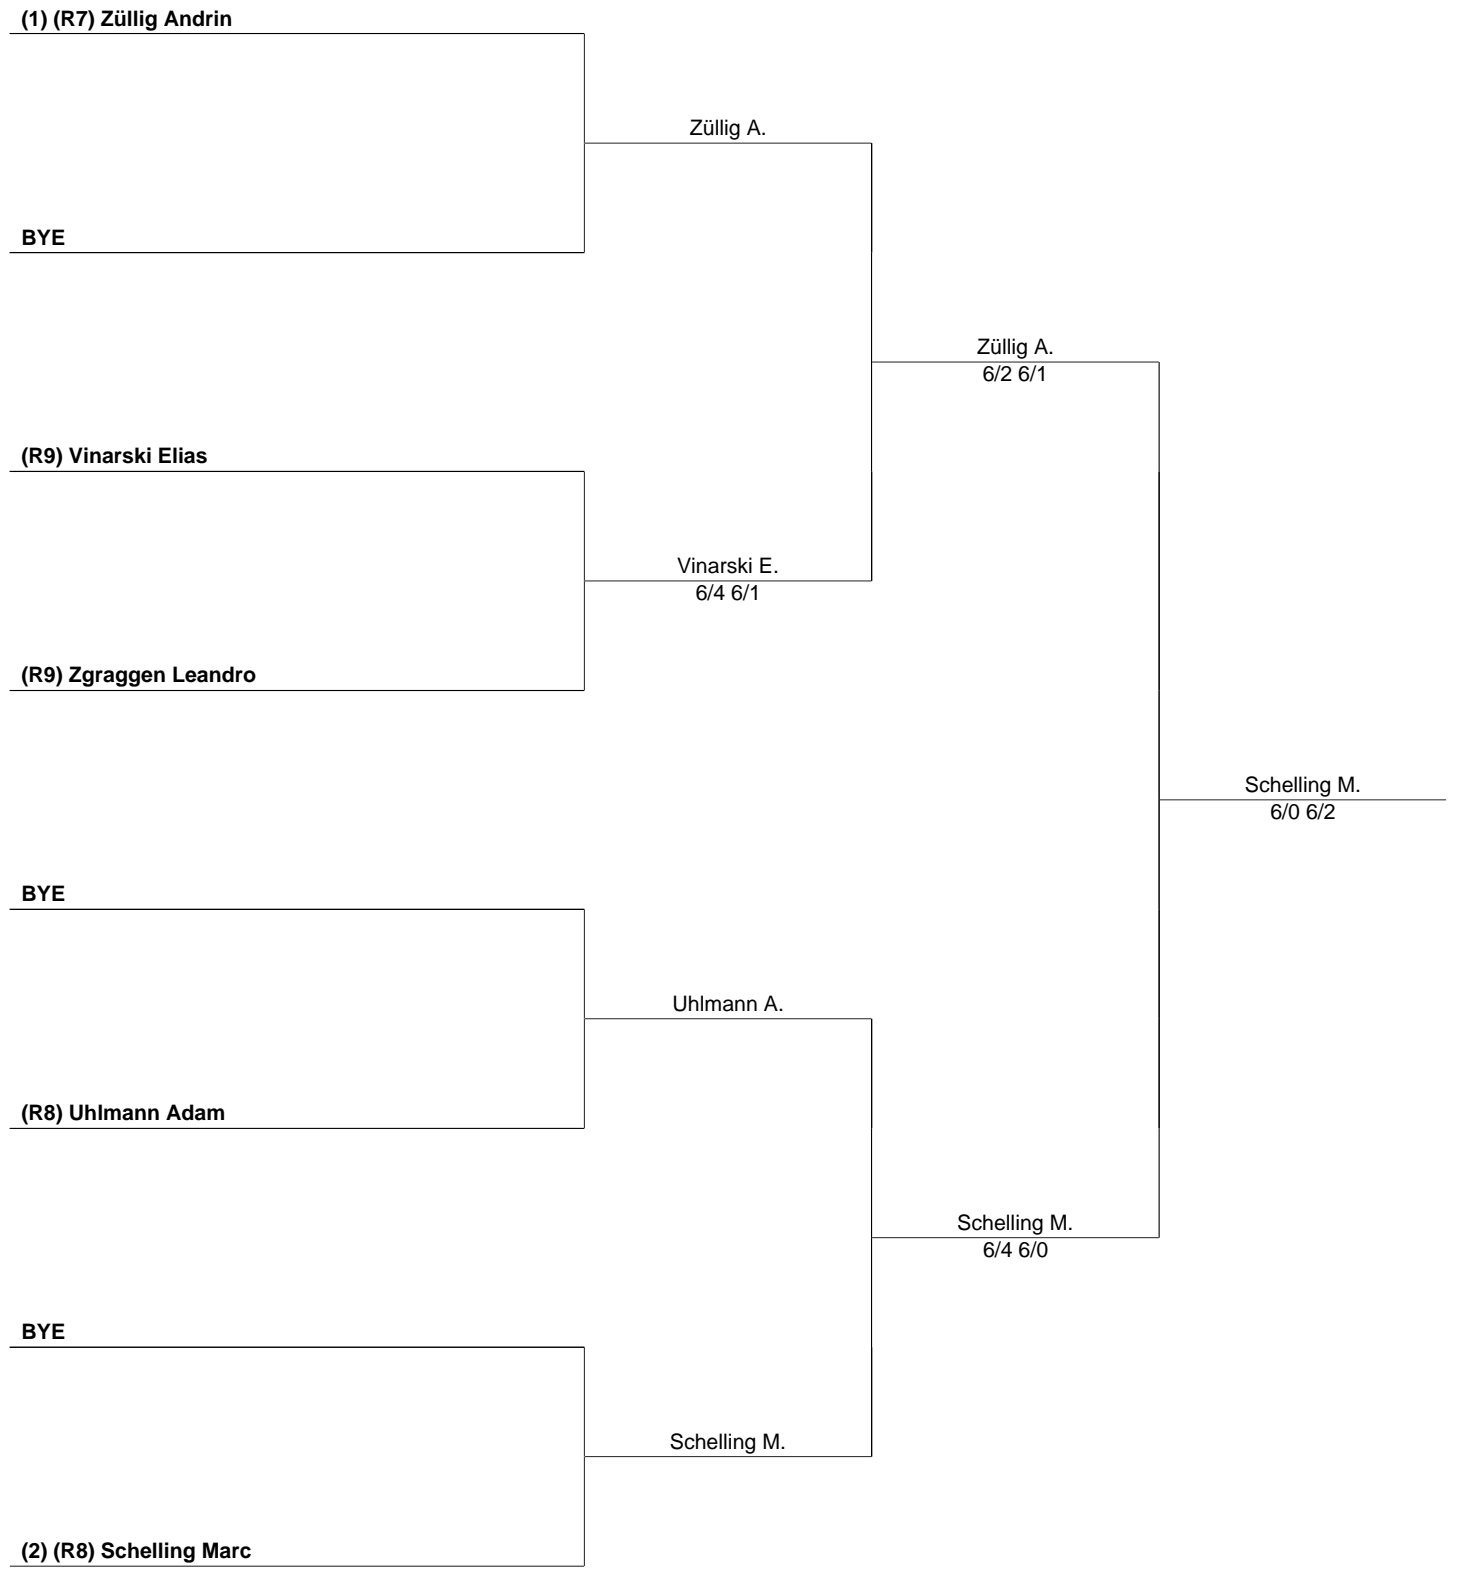 (1) (R7) Züllig Andrin
Züllig A.
BYE
Züllig A.
6/2 6/1
(R9) Vinarski Elias
Vinarski E.
6/4 6/1
(R9) Zgraggen Leandro
Schelling M.
6/0 6/2
BYE
Uhlmann A.
(R8) Uhlmann Adam
Schelling M.
6/4 6/0
BYE
Schelling M.
(2) (R8) Schelling Marc